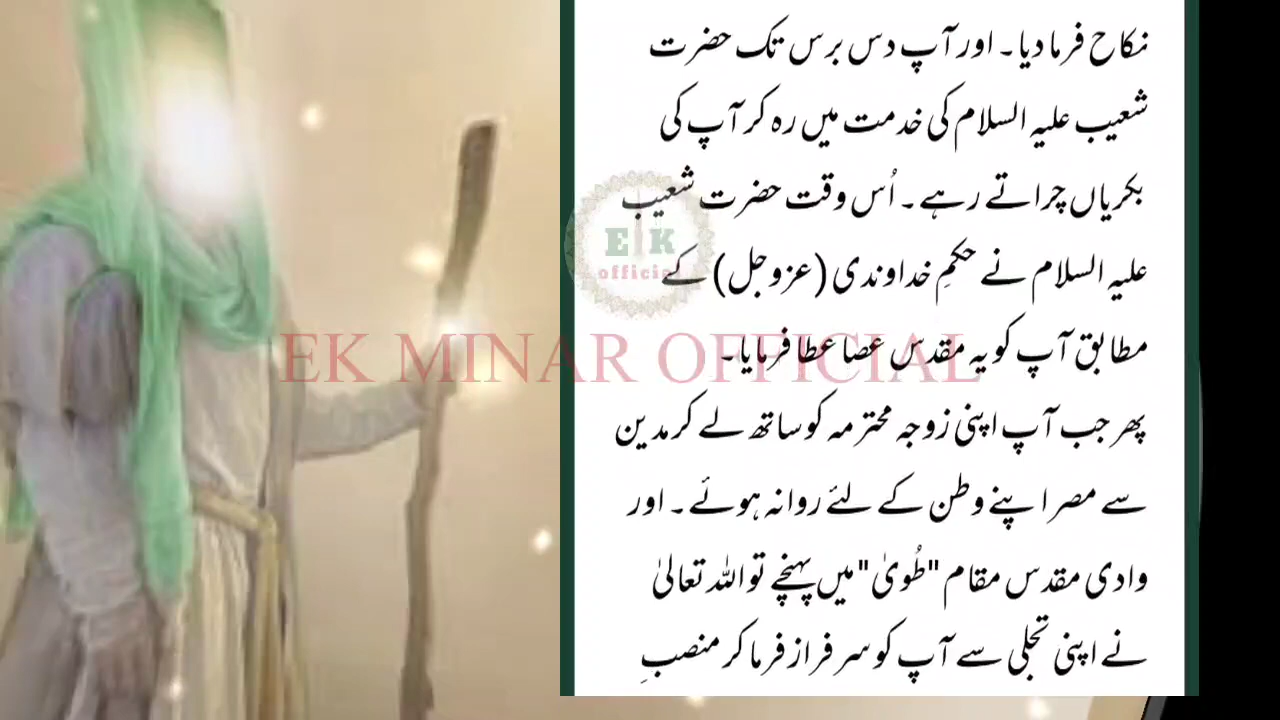 نکاح فرما دیا۔ اور آپ دس برس تک حضرت
شعیب علیہ السلام کی خدمت میں رہ کر آپ کی
بکریاں چراتے رہے۔ اُس وقت حضرت شعیب
علیہ السلام نے حکمِ خداوندی (عزوجل) کے
مطابق آپ کو یہ مقدس عصا عطا فرمایا۔
پھر جب آپ اپنی زوجہ محترمہ کو ساتھ لے کر مدین
سے مصر اپنے وطن کے لئے روانہ ہوئے۔ اور
وادی مقدس مقام "طُویٰ" میں پہنچے تو اللہ تعالیٰ
نے اپنی تجلی سے آپ کو سرفراز فرما کر منصبِ
E K
official
EK MINAR OFFICIAL